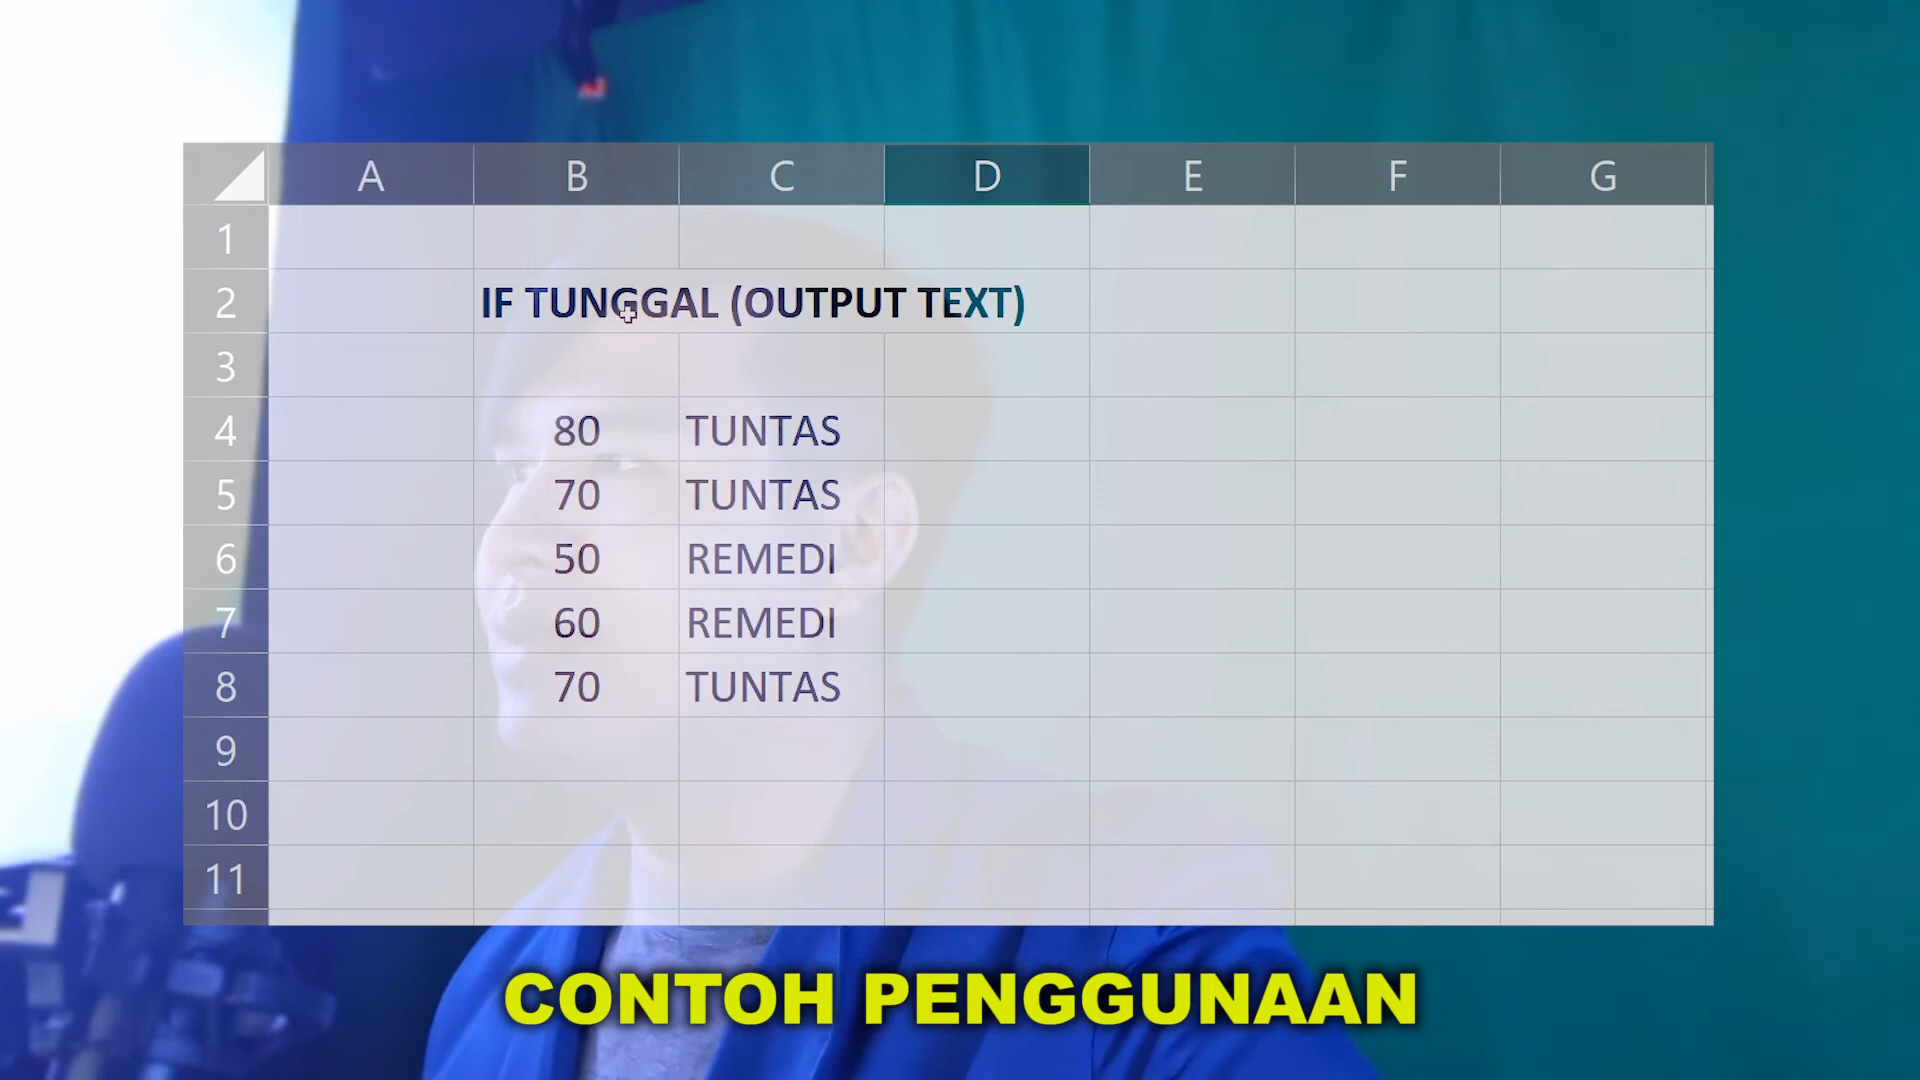 A B C D E F G
1
2 IF TUNGGAL (OUTPUT TEXT)
3
4 80 TUNTAS
5 70 TUNTAS
6 50 REMEDI
7 60 REMEDI
8 70 TUNTAS
9
10
11
CONTOH PENGGUNAAN